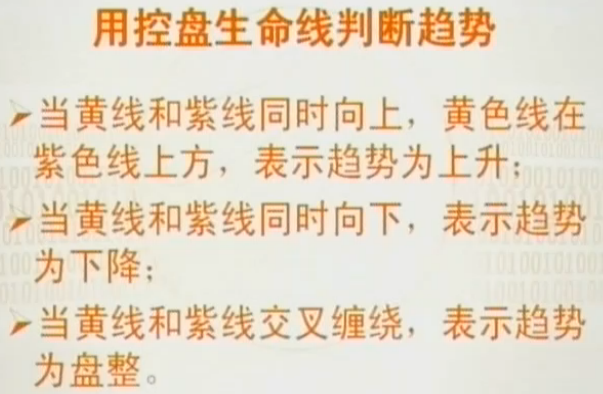 用控盘生命线判断趋势
当黄线和紫线同时向上，黄色线在
紫色线上方，表示趋势为上升；
当黄线和紫线同时向下，表示趋势
为下降；
当黄线和紫线交叉缠绕，表示趋势
为盘整。